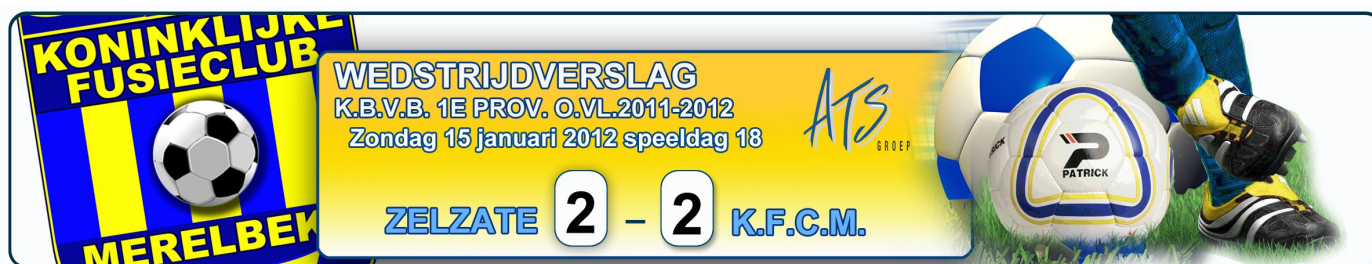 KONINKLIJKE
FUSIECLUB
MERELBEK
WEDSTRIJDVERSLAG
K.B.V.B. 1E PROV. O.VL.2011-2012
Zondag 15 januari 2012 speeldag 18
ATS
GROEP
ZELZATE 2 – 2 K.F.C.M.
PATRICK